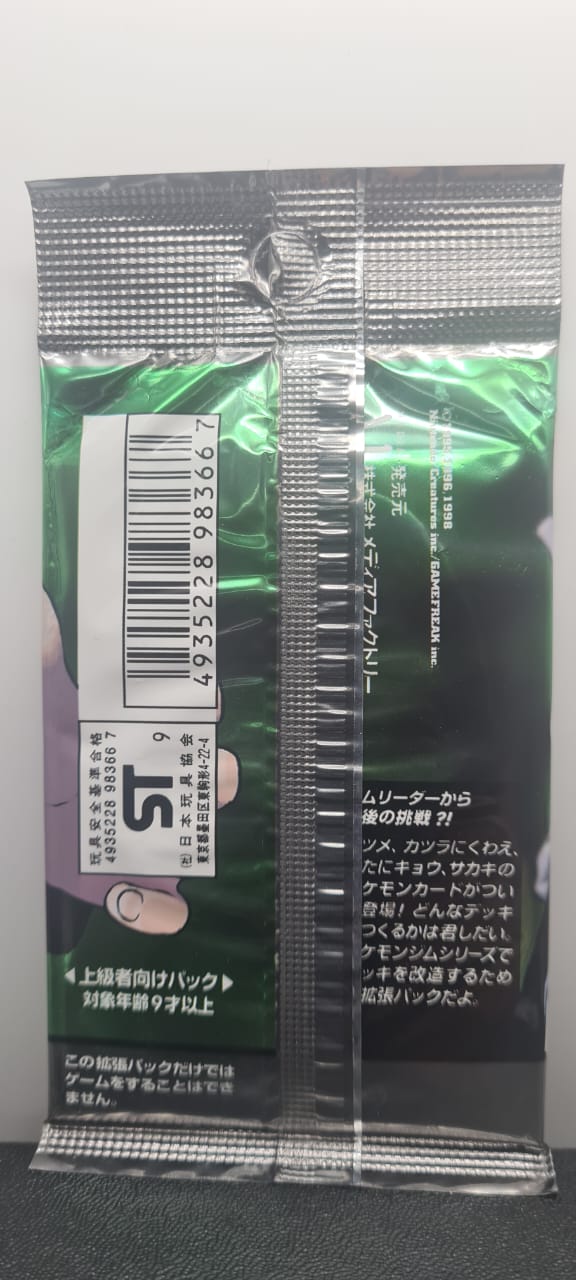 4935228 983667
玩具安全基準合格
4935228 98366 7
ST
9
(社)日本玩具協会
東京都墨田区東駒形4-22-4
◀上級者向けパック▶
対象年齢9才以上
この拡張パックだけでは
ゲームをすることはでき
ません。
1996, 1998
Nintendo, Creatures inc./GAMEFREAK inc.
発売元
株式会社 メディアファクトリー
ムリーダーから
後の挑戦?!
ツメ、カツラにくわえ、
たにキョウ、サカキの
ケモンカードがつい
登場! どんなデッキ
つくるかは君しだい。
ケモンジムシリーズで
ッキを改造するため
拡張パックだよ。